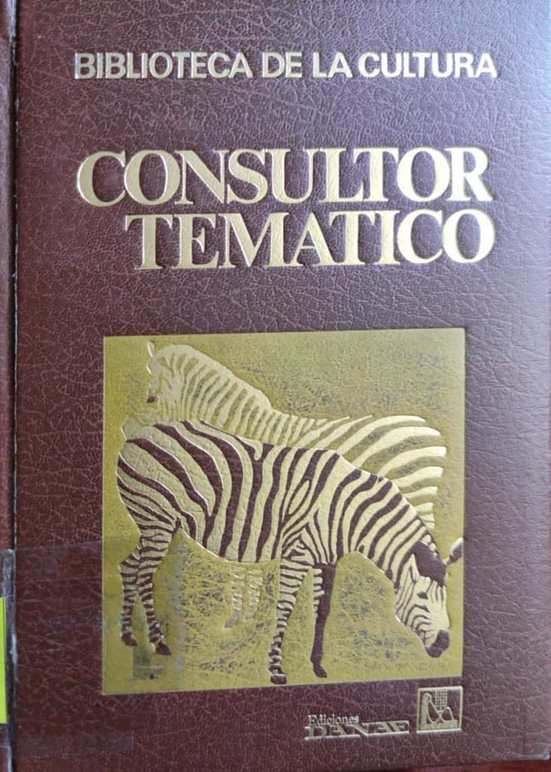 BIBLIOTECA DE LA CULTURA
CONSULTOR
TEMATICO
Ediciones
DANAE